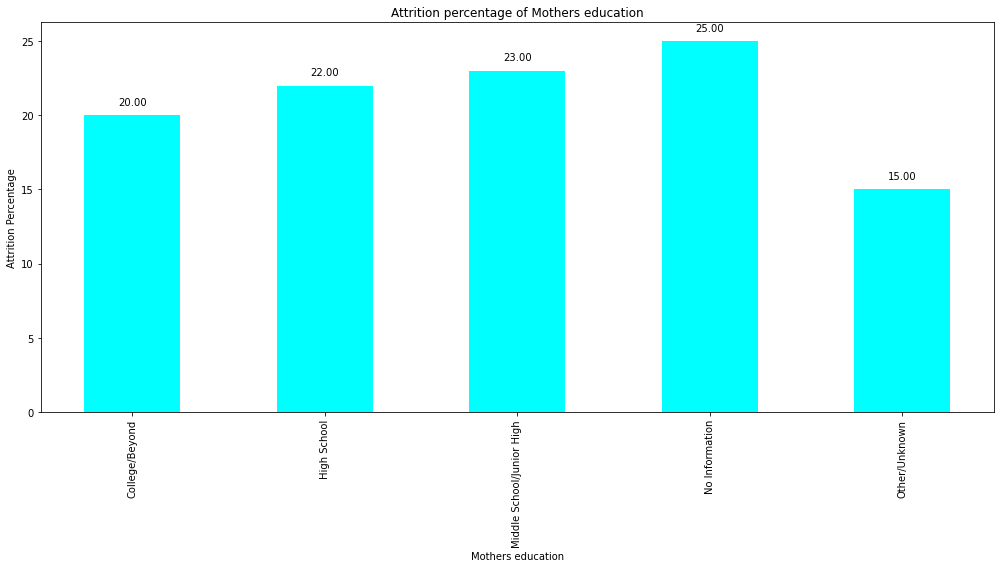 Attrition percentage of Mothers education
Attrition Percentage
25
20
15
10
5
0
20.00
22.00
23.00
25.00
15.00
College/Beyond
High School
Middle School/Junior High
No Information
Other/Unknown
Mothers education